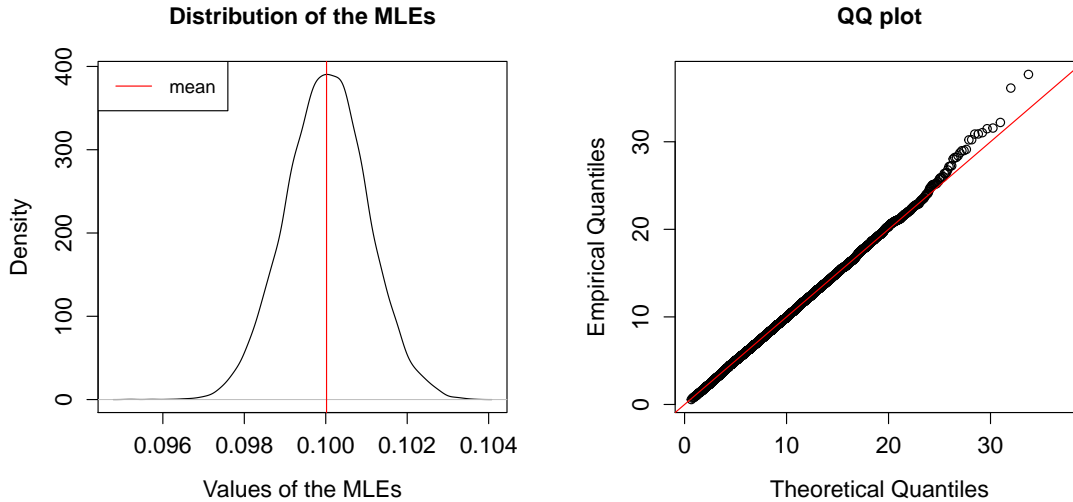 Distribution of the MLEs
mean
Density
0
100
200
300
400
0.096
0.098
0.100
0.102
0.104
Values of the MLEs
QQ plot
Empirical Quantiles
0
10
20
30
0
10
20
30
Theoretical Quantiles